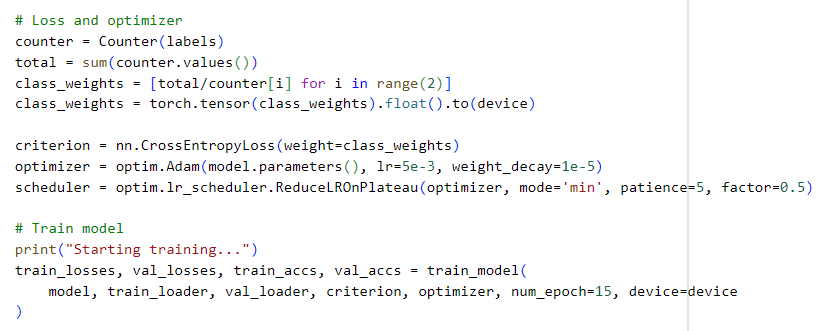 # Loss and optimizer
counter = Counter(labels)
total = sum(counter.values())
class_weights = [total/counter[i] for i in range(2)]
class_weights = torch.tensor(class_weights).float().to(device)

criterion = nn.CrossEntropyLoss(weight=class_weights)
optimizer = optim.Adam(model.parameters(), lr=5e-3, weight_decay=1e-5)
scheduler = optim.lr_scheduler.ReduceLROnPlateau(optimizer, mode='min', patience=5, factor=0.5)

# Train model
print("Starting training...")
train_losses, val_losses, train_accs, val_accs = train_model(
    model, train_loader, val_loader, criterion, optimizer, num_epoch=15, device=device
)